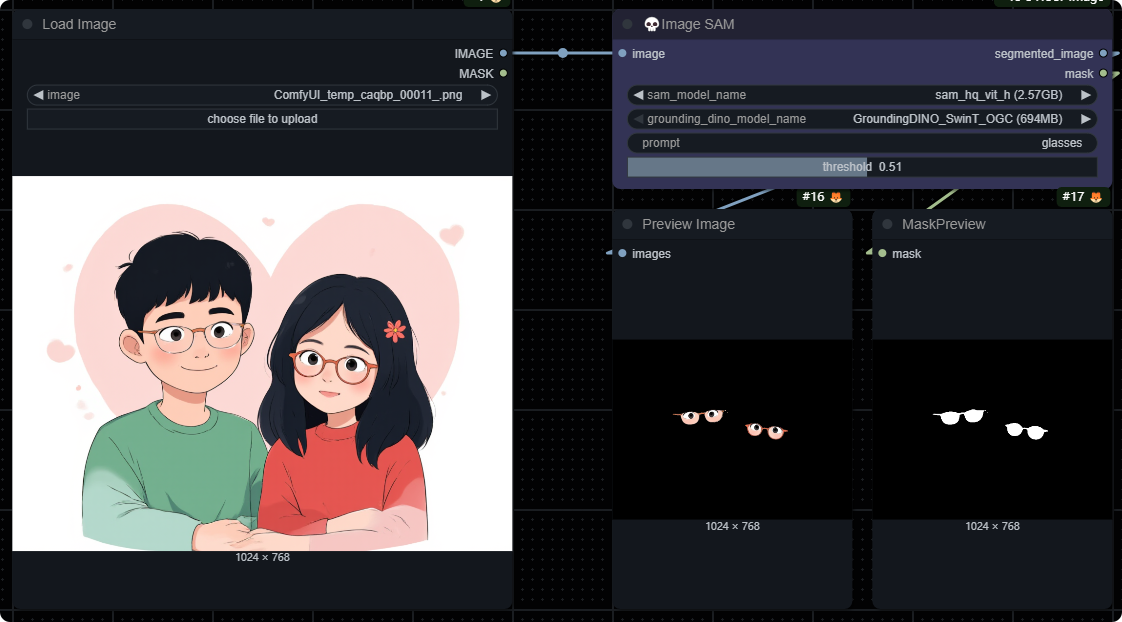 Load Image
IMAGE
MASK
image ComfyUI_temp_caqbp_00011_.png
choose file to upload
1024 × 768
💀Image SAM
image segmented_image
mask
sam_model_name sam_hq_vit_h (2.57GB)
grounding_dino_model_name GroundingDINO_SwinT_OGC (694MB)
prompt glasses
threshold 0.51
#16 🦊
Preview Image
images
1024 × 768
#17 🦊
MaskPreview
mask
1024 × 768